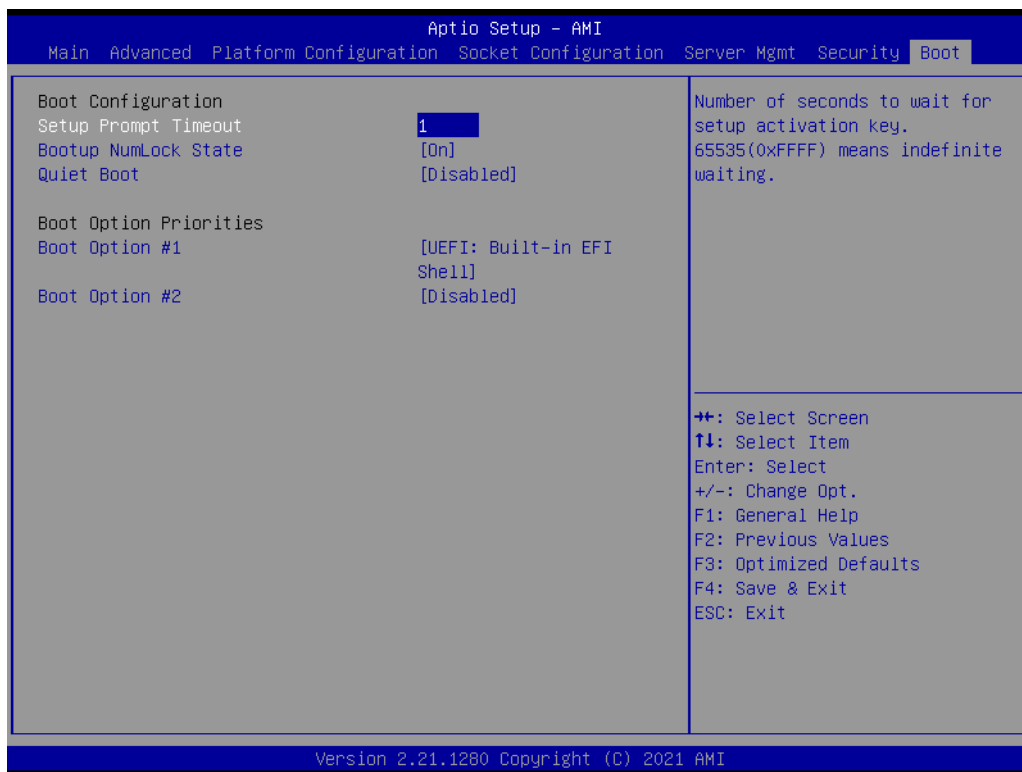 Aptio Setup – AMI
Main Advanced Platform Configuration Socket Configuration Server Mgmt Security Boot
Boot Configuration
Setup Prompt Timeout 1
Bootup NumLock State [On]
Quiet Boot [Disabled]
Boot Option Priorities
Boot Option #1 [UEFI: Built-in EFI
Shell]
Boot Option #2 [Disabled]
Number of seconds to wait for
setup activation key.
65535(0xFFFF) means indefinite
waiting.
→←: Select Screen
↑↓: Select Item
Enter: Select
+/-: Change Opt.
F1: General Help
F2: Previous Values
F3: Optimized Defaults
F4: Save & Exit
ESC: Exit
Version 2.21.1280 Copyright (C) 2021 AMI